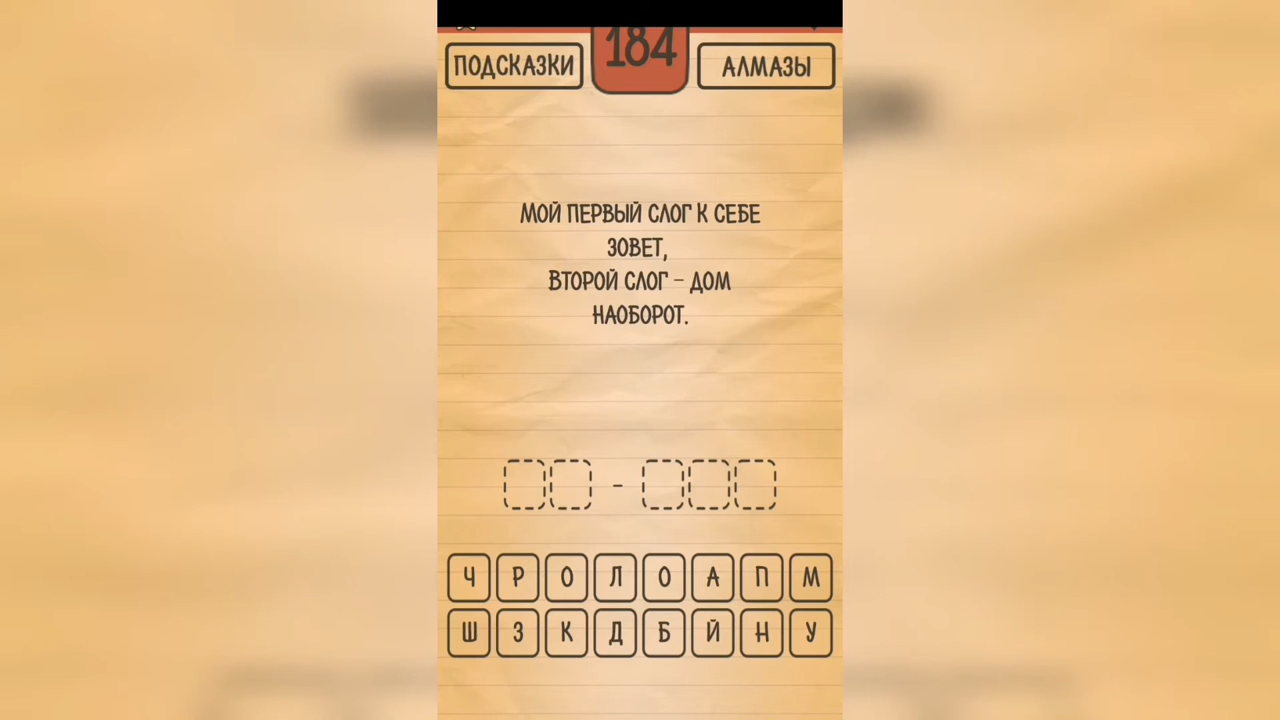 184
ПОДСКАЗКИ
АЛМАЗЫ
МОЙ ПЕРВЫЙ СЛОГ К СЕБЕ
ЗОВЕТ,
ВТОРОЙ СЛОГ - ДОМ
НАОБОРОТ.
-
Ч Р О Л О А П М
Ш З К Д Б Й Н У